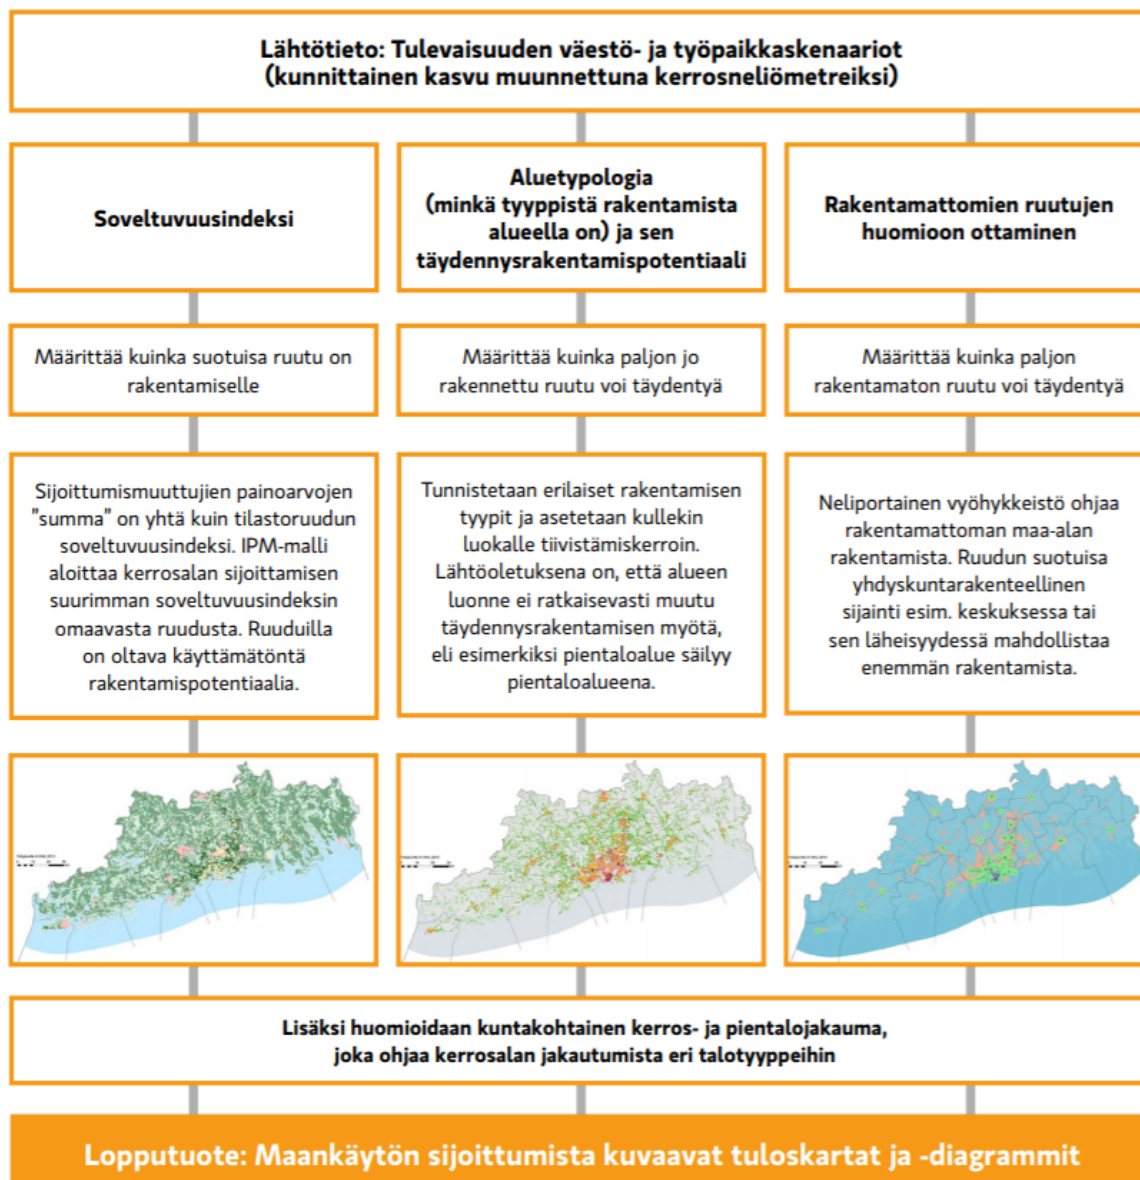 Lähtötieto: Tulevaisuuden väestö- ja työpaikkaskenaariot
(kunnittainen kasvu muunnettuna kerrosneliömetreiksi)
Soveltuvuusindeksi
Aluetypologia
(minkä tyyppistä rakentamista
alueella on) ja sen
täydennysrakentamispotentiaali
Rakentamattomien ruutujen
huomioon ottaminen
Määrittää kuinka suotuisa ruutu on
rakentamiselle
Määrittää kuinka paljon jo
rakennettu ruutu voi täydentyä
Määrittää kuinka paljon
rakentamaton ruutu voi täydentyä
Sijoittumismuuttujien painoarvojen
"summa" on yhtä kuin tilastoruudun
soveltuvuusindeksi. IPM-malli
aloittaa kerrosalan sijoittamisen
suurimman soveltuvuusindeksin
omaavasta ruudusta. Ruuduilla
on oltava käyttämätöntä
rakentamispotentiaalia.
Tunnistetaan erilaiset rakentamisen
tyypit ja asetetaan kullekin
luokalle tiivistämiskerroin.
Lähtöoletuksena on, että alueen
luonne ei ratkaisevasti muutu
täydennysrakentamisen myötä,
eli esimerkiksi pientaloalue säilyy
pientaloalueena.
Neliportainen vyöhykkeistö ohjaa
rakentamattoman maa-alan
rakentamista. Ruudun suotuisa
yhdyskuntarakenteellinen
sijainti esim. keskuksessa tai
sen läheisyydessä mahdollistaa
enemmän rakentamista.
Lisäksi huomioidaan kuntakohtainen kerros- ja pientalojakauma,
joka ohjaa kerrosalan jakautumista eri talotyyppeihin
Lopputuote: Maankäytön sijoittumista kuvaavat tuloskartat ja -diagrammit